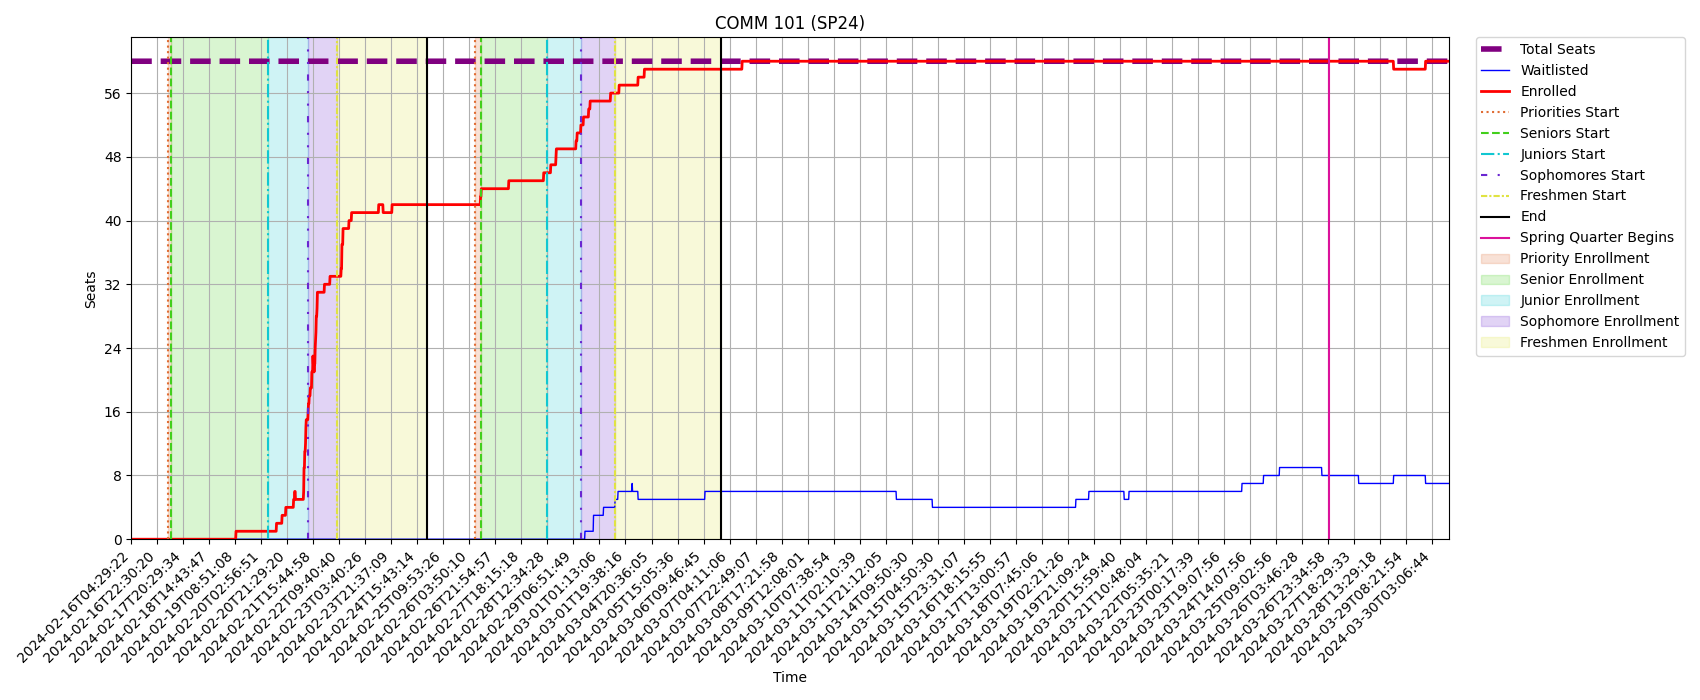 COMM 101 (SP24)
Seats
56
48
40
32
24
16
8
0
2024-02-16T04:29:22
2024-02-16T22:30:20
2024-02-17T20:29:34
2024-02-18T14:43:47
2024-02-19T08:51:08
2024-02-20T02:56:51
2024-02-20T21:29:20
2024-02-21T15:44:58
2024-02-22T09:40:40
2024-02-23T03:40:26
2024-02-23T21:37:09
2024-02-24T15:43:14
2024-02-25T09:53:26
2024-02-26T03:50:10
2024-02-26T21:54:57
2024-02-27T18:15:18
2024-02-28T12:34:28
2024-02-29T06:51:49
2024-03-01T01:13:06
2024-03-01T19:38:16
2024-03-04T20:36:05
2024-03-05T15:05:36
2024-03-06T09:46:45
2024-03-07T04:11:06
2024-03-07T22:49:07
2024-03-08T17:21:58
2024-03-09T12:08:01
2024-03-10T07:38:54
2024-03-11T02:10:39
2024-03-11T21:12:05
2024-03-14T09:50:30
2024-03-15T04:50:30
2024-03-15T23:31:07
2024-03-16T18:15:55
2024-03-17T13:00:57
2024-03-18T07:45:06
2024-03-19T02:21:26
2024-03-19T21:09:24
2024-03-20T15:59:40
2024-03-21T10:48:04
2024-03-22T05:35:21
2024-03-23T00:17:39
2024-03-23T19:07:56
2024-03-24T14:07:56
2024-03-25T09:02:56
2024-03-26T03:46:28
2024-03-26T23:34:58
2024-03-27T18:29:33
2024-03-28T13:29:18
2024-03-29T08:21:54
2024-03-30T03:06:44
Time
Total Seats
Waitlisted
Enrolled
Priorities Start
Seniors Start
Juniors Start
Sophomores Start
Freshmen Start
End
Spring Quarter Begins
Priority Enrollment
Senior Enrollment
Junior Enrollment
Sophomore Enrollment
Freshmen Enrollment